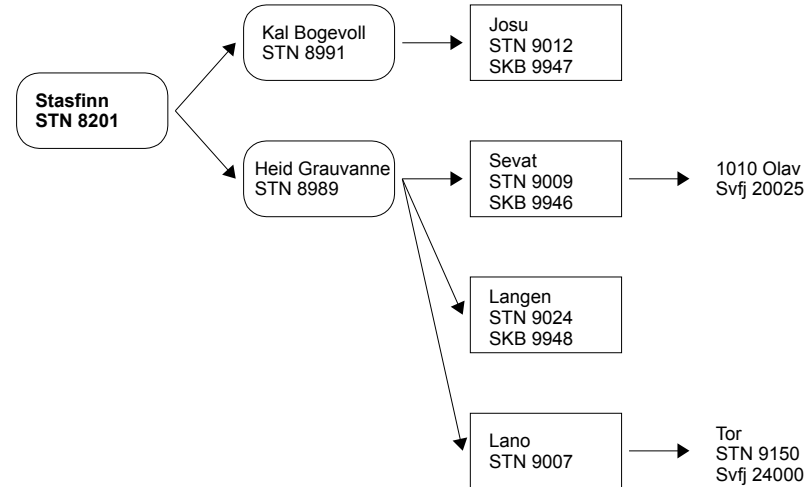 Kal Bogevoll
STN 8991
Josu
STN 9012
SKB 9947
Stasfinn
STN 8201
Heid Grauvanne
STN 8989
Sevat
STN 9009
SKB 9946
1010 Olav
Svfj 20025
Langen
STN 9024
SKB 9948
Lano
STN 9007
Tor
STN 9150
Svfj 24000